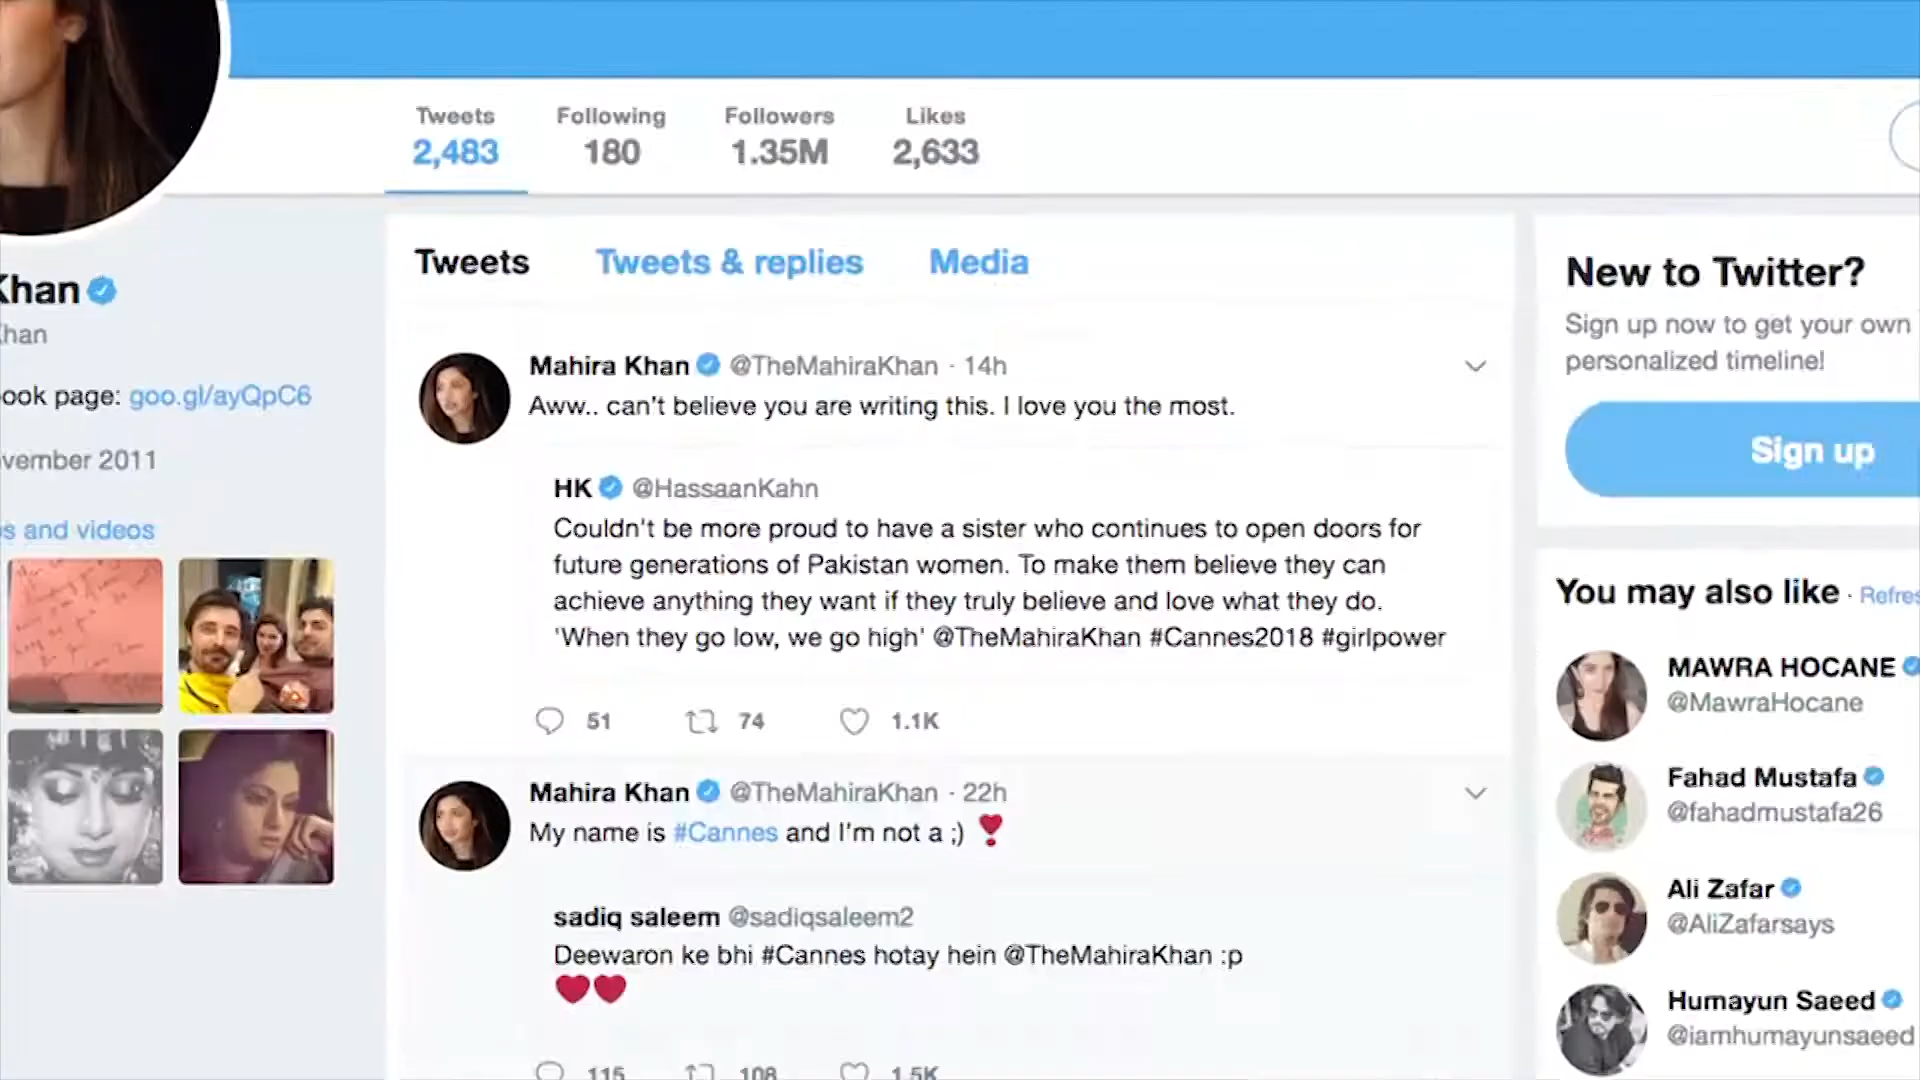 Tweets Following Followers Likes
2,483 180 1.35M 2,633
Tweets Tweets & replies Media
Khan
han
ook page: goo.gl/ayQpC6
vember 2011
s and videos
Mahira Khan @TheMahiraKhan · 14h
Aww.. can't believe you are writing this. I love you the most.
HK @HassaanKahn
Couldn't be more proud to have a sister who continues to open doors for
future generations of Pakistan women. To make them believe they can
achieve anything they want if they truly believe and love what they do.
'When they go low, we go high' @TheMahiraKhan #Cannes2018 #girlpower
51 74 1.1K
Mahira Khan @TheMahiraKhan · 22h
My name is #Cannes and I'm not a ;) ❣
sadiq saleem @sadiqsaleem2
Deewaron ke bhi #Cannes hotay hein @TheMahiraKhan :p
❤❤
115 108 1.5K
New to Twitter?
Sign up now to get your own
personalized timeline!
Sign up
You may also like · Refres
MAWRA HOCANE
@MawraHocane
Fahad Mustafa
@fahadmustafa26
Ali Zafar
@AliZafarsays
Humayun Saeed
@iamhumayunsaeed